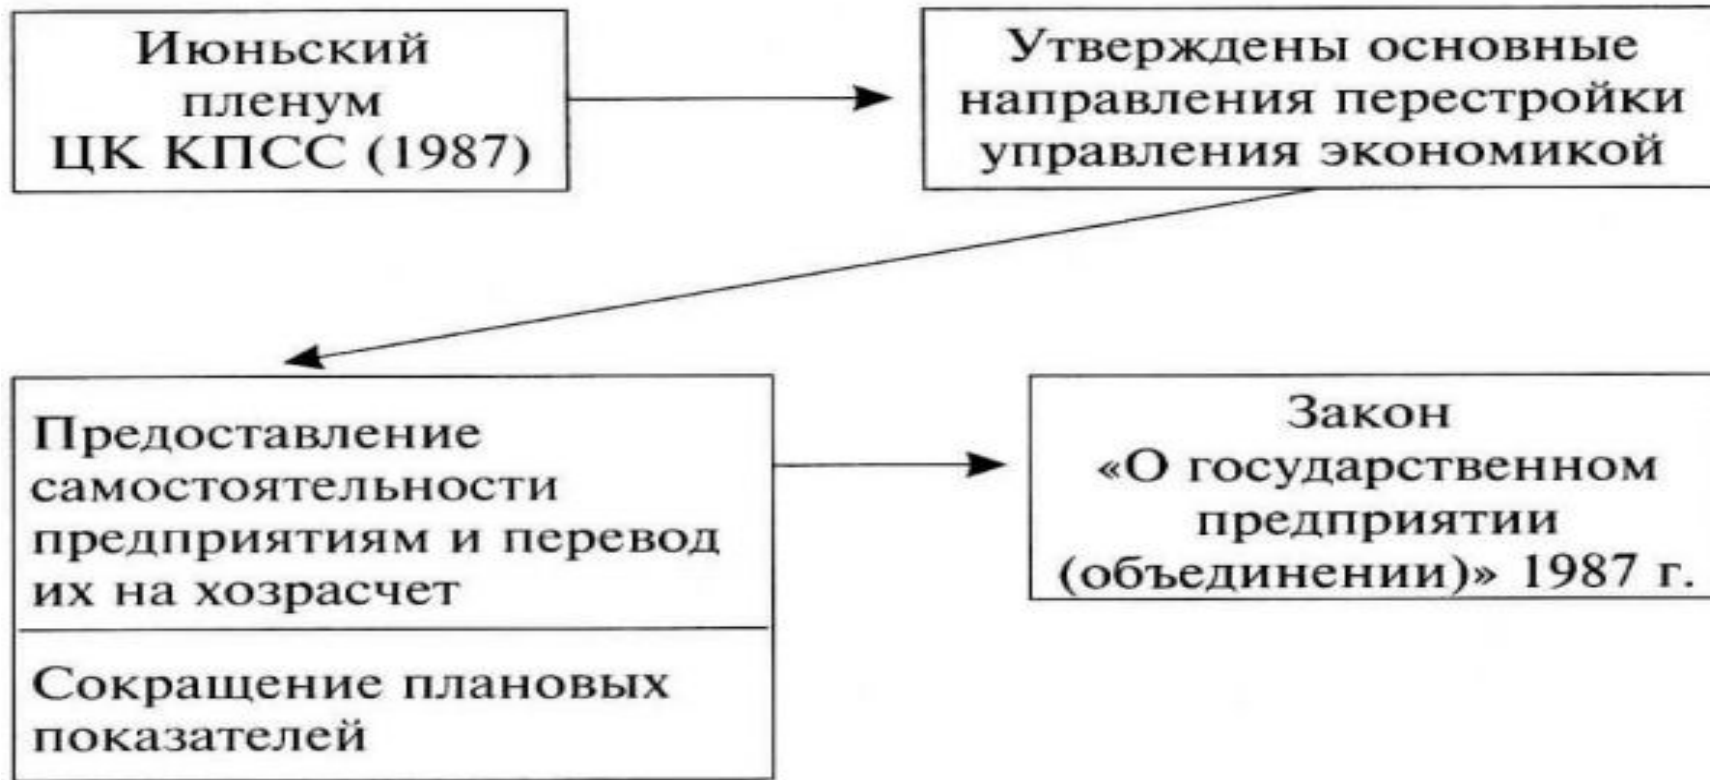 Июньский
пленум
ЦК КПСС (1987)
Утверждены основные
направления перестройки
управления экономикой
Предоставление
самостоятельности
предприятиям и перевод
их на хозрасчет
Сокращение плановых
показателей
Закон
«О государственном
предприятии
(объединении)» 1987 г.